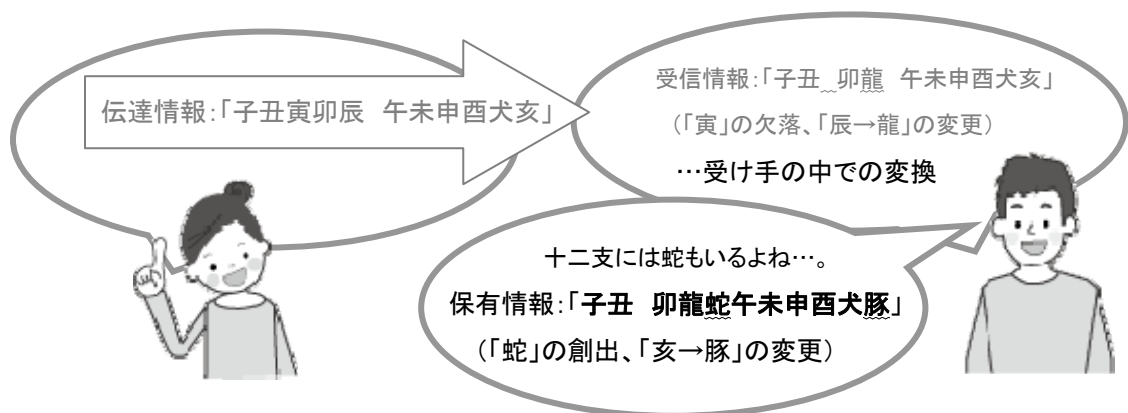 伝達情報：「子丑寅卯辰　午未申酉犬亥」
受信情報：「子丑　卯龍　午未申酉犬亥」
（「寅」の欠落、「辰→龍」の変更）
…受け手の中での変換
十二支には蛇もいるよね…。
保有情報：「子丑　卯龍蛇午未申酉犬豚」
（「蛇」の創出、「亥→豚」の変更）